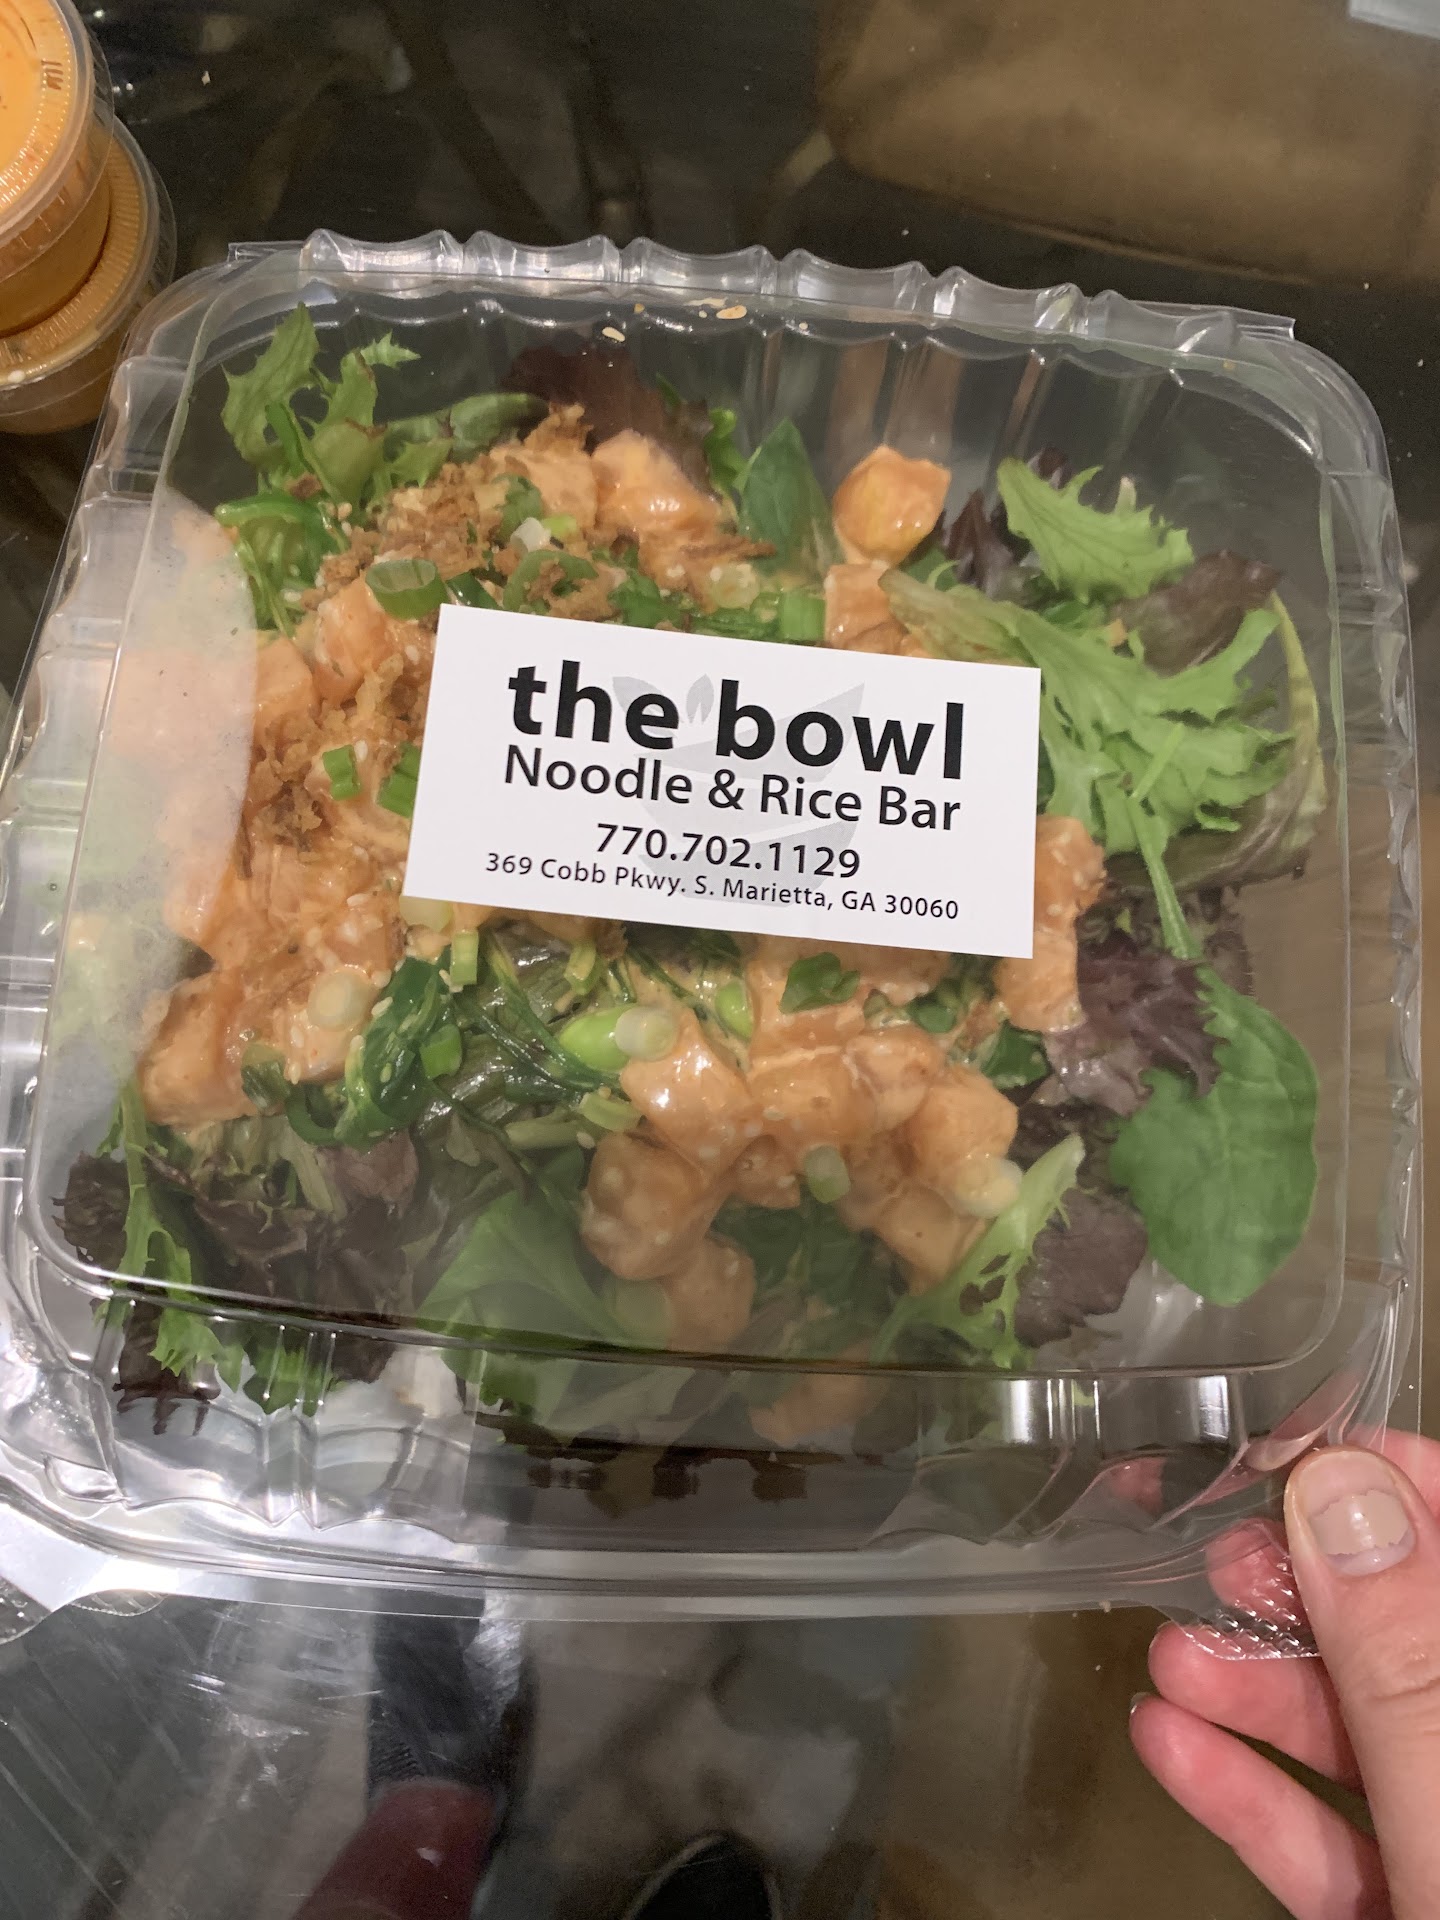 the bowl
Noodle & Rice Bar
770.702.1129
369 Cobb Pkwy. S. Marietta, GA 30060